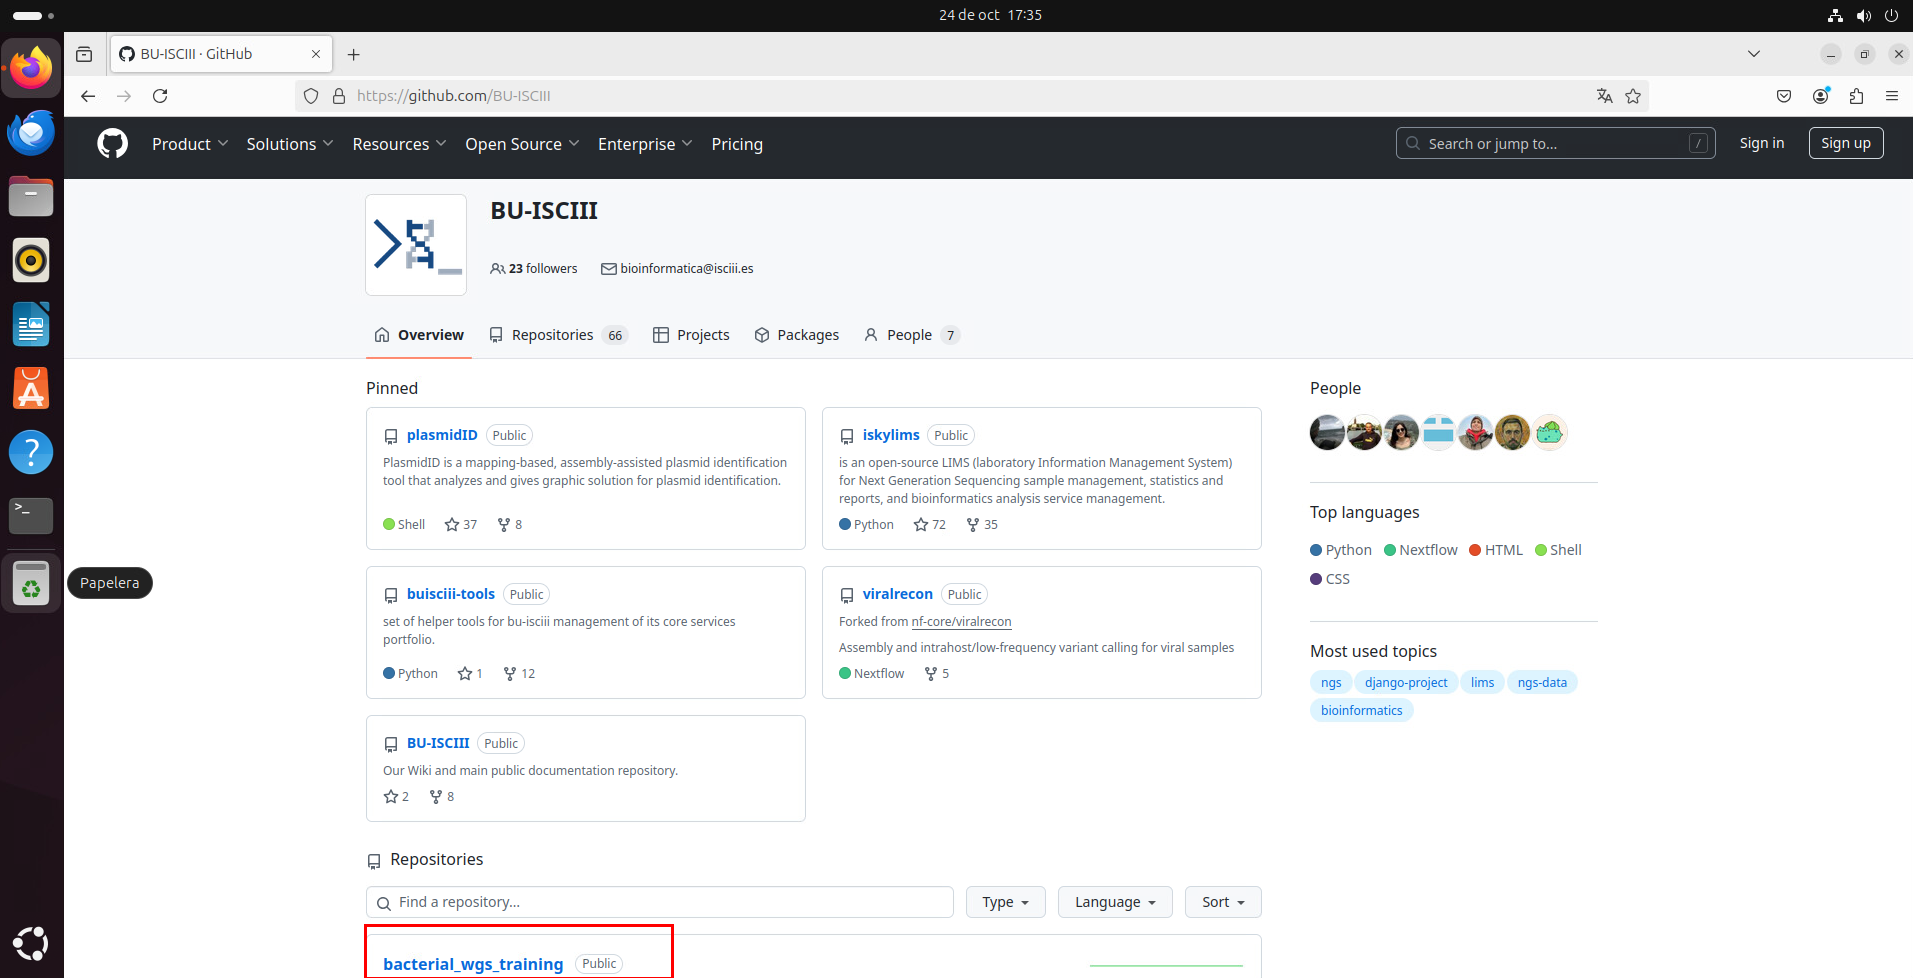 24 de oct 17:35
BU-ISCIII · GitHub
https://github.com/BU-ISCIII
Product Solutions Resources Open Source Enterprise Pricing
Search or jump to... /
Sign in
Sign up
BU-ISCIII
23 followers bioinformatica@isciii.es
Overview Repositories 66 Projects Packages People 7
Pinned
plasmidID Public
PlasmidID is a mapping-based, assembly-assisted plasmid identification
tool that analyzes and gives graphic solution for plasmid identification.
Shell 37 8
iskylims Public
is an open-source LIMS (laboratory Information Management System)
for Next Generation Sequencing sample management, statistics and
reports, and bioinformatics analysis service management.
Python 72 35
buisciii-tools Public
set of helper tools for bu-isciii management of its core services
portfolio.
Python 1 12
viralrecon Public
Forked from nf-core/viralrecon
Assembly and intrahost/low-frequency variant calling for viral samples
Nextflow 5
BU-ISCIII Public
Our Wiki and main public documentation repository.
2 8
Repositories
Find a repository...
Type Language Sort
bacterial_wgs_training Public
People
Top languages
Python Nextflow HTML Shell
CSS
Most used topics
ngs django-project lims ngs-data
bioinformatics
Papelera